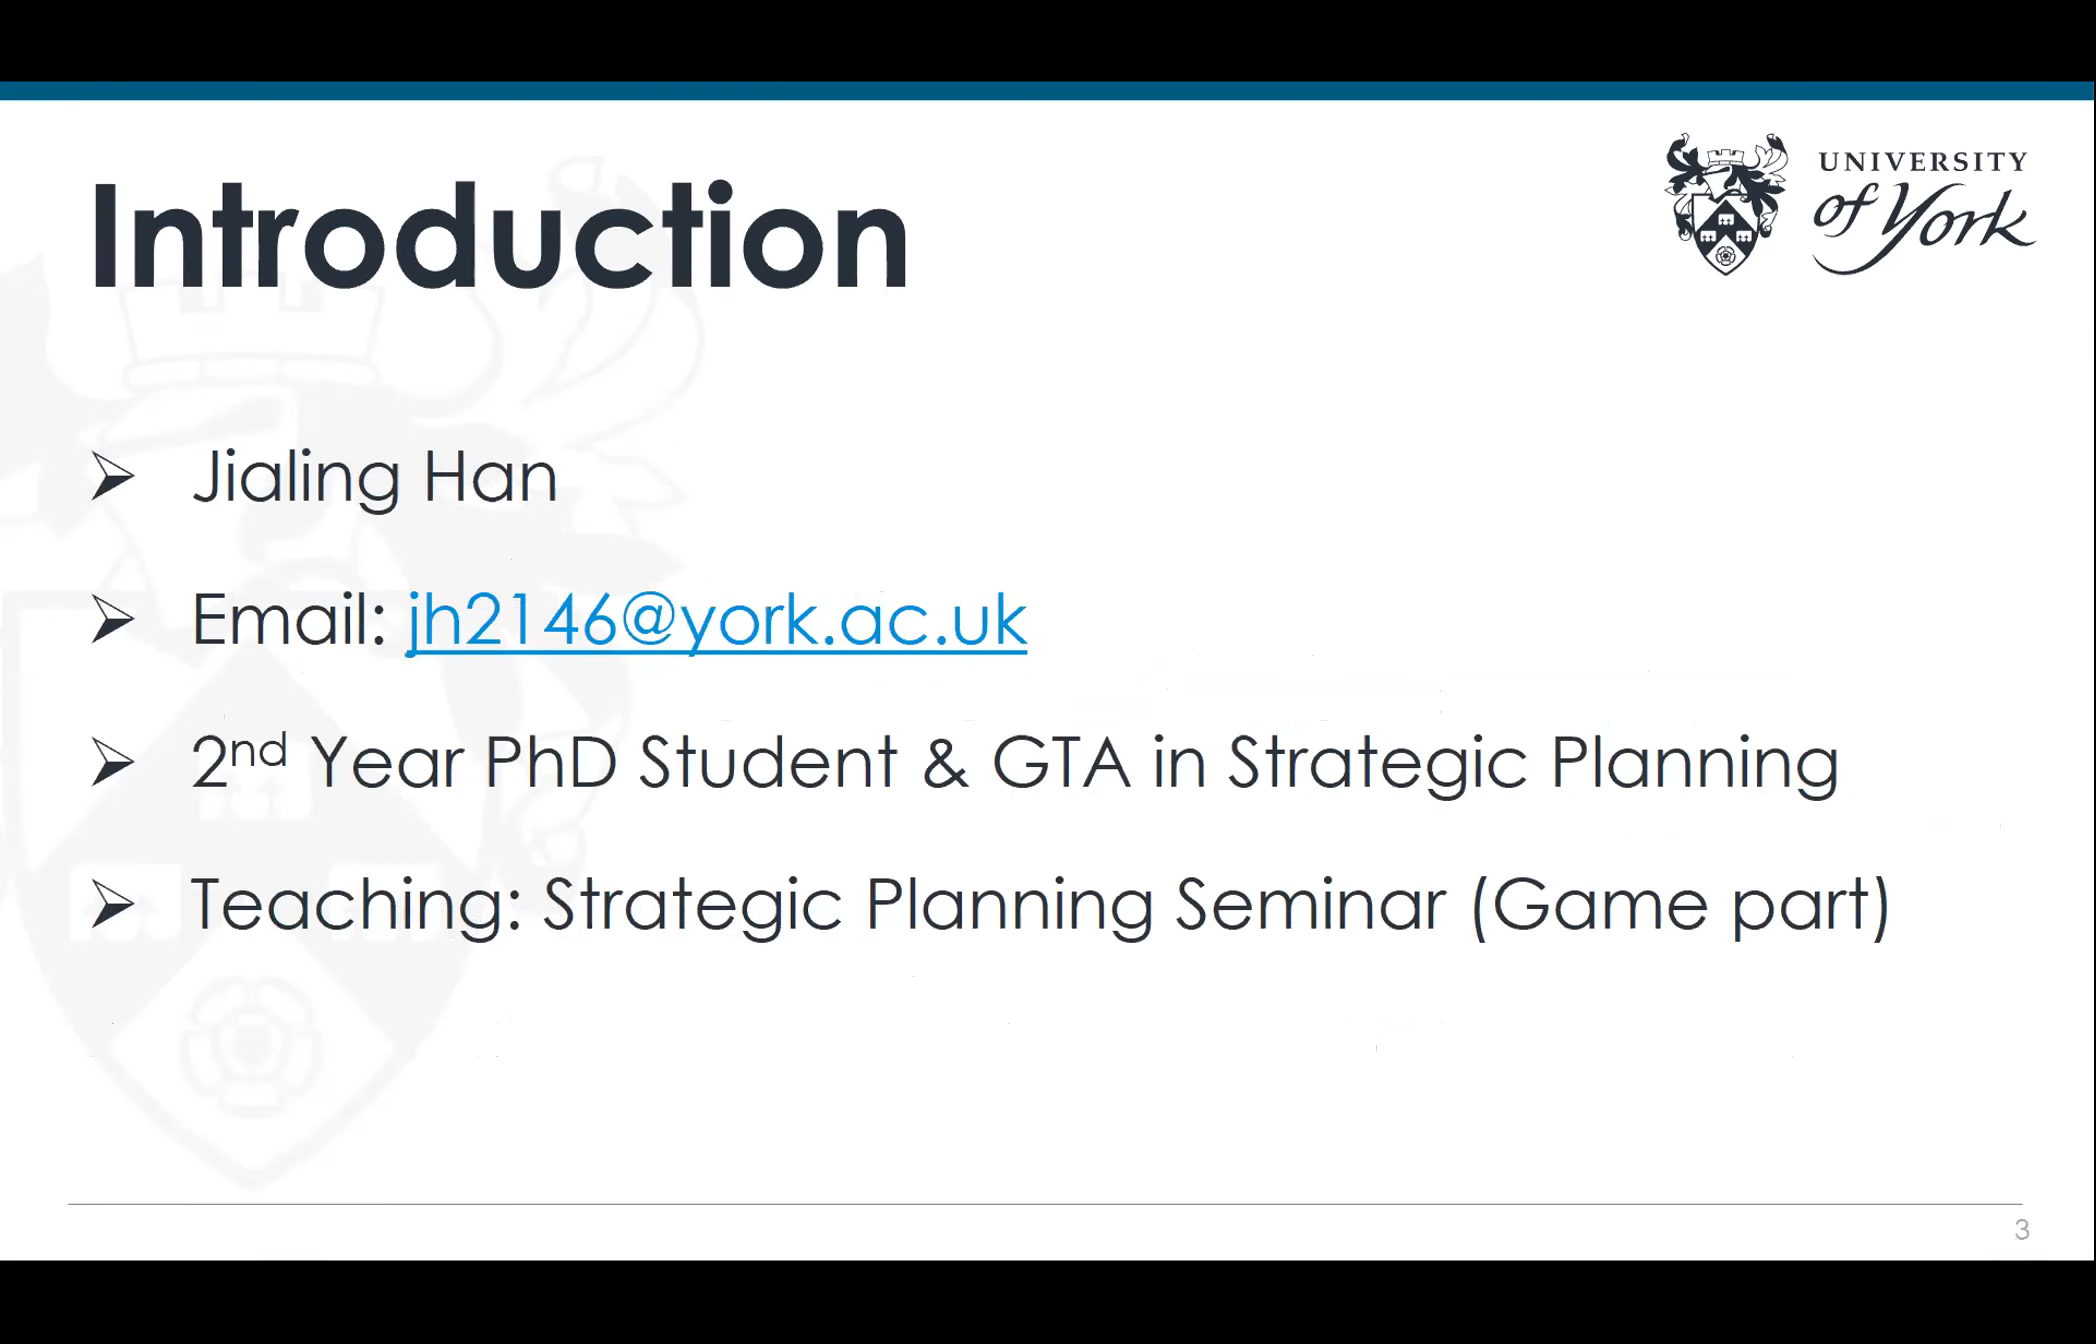 Introduction
UNIVERSITY
of York
Jialing Han
Email: jh2146@york.ac.uk
2nd Year PhD Student & GTA in Strategic Planning
Teaching: Strategic Planning Seminar (Game part)
3